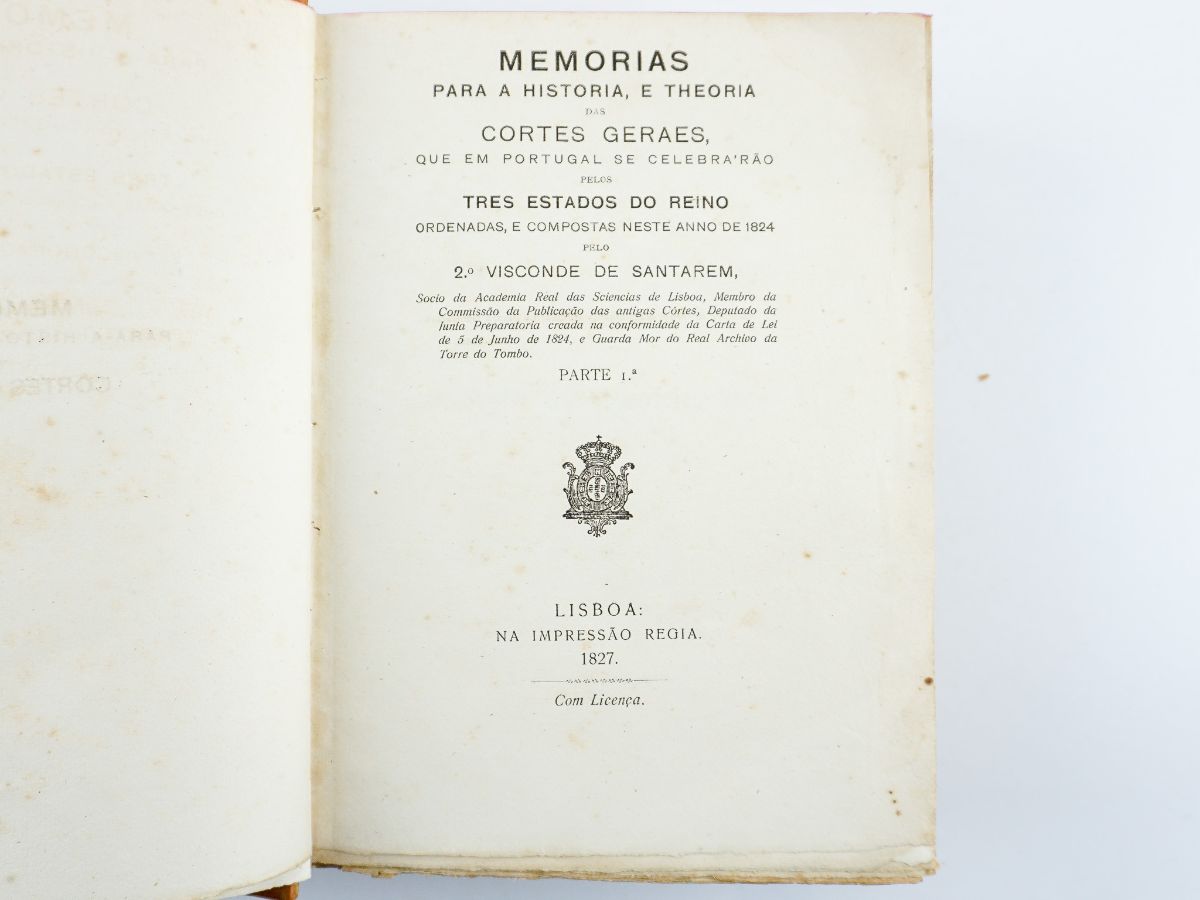 MEMORIAS
PARA A HISTORIA, E THEORIA
DAS
CORTES GERAES,
QUE EM PORTUGAL SE CELEBRA'RÃO
PELOS
TRES ESTADOS DO REINO
ORDENADAS, E COMPOSTAS NESTE ANNO DE 1824
PELO
2.º VISCONDE DE SANTAREM,
Socio da Academia Real das Sciencias de Lisboa, Membro da
Commissão da Publicação das antigas Côrtes, Deputado da
Iunta Preparatoria creada na conformidade da Carta de Lei
de 5 de Junho de 1824, e Guarda Mor do Real Archivo da
Torre do Tombo.
PARTE 1.ª
LISBOA:
NA IMPRESSÃO REGIA.
1827.
Com Licença.